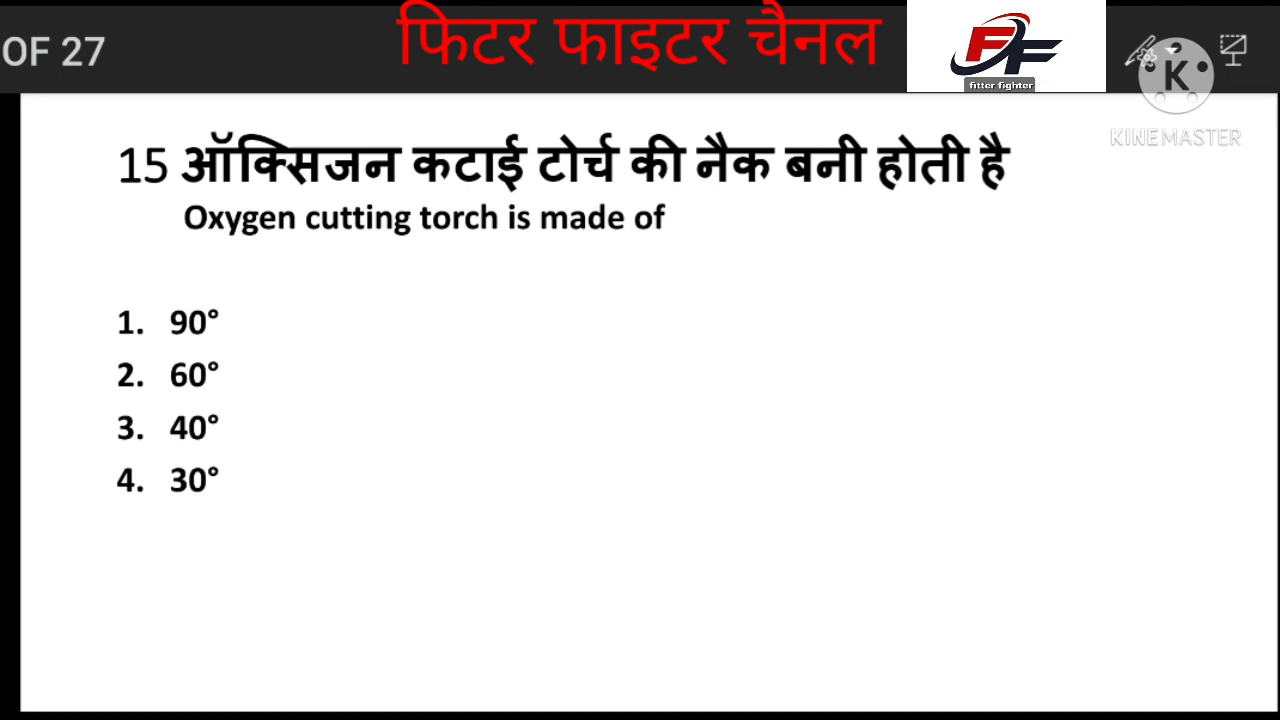 OF 27
फिटर फाइटर चैनल
FF
fitter fighter
K
KINEMASTER
15 ऑक्सिजन कटाई टोर्च की नैक बनी होती है
Oxygen cutting torch is made of
1. 90°
2. 60°
3. 40°
4. 30°